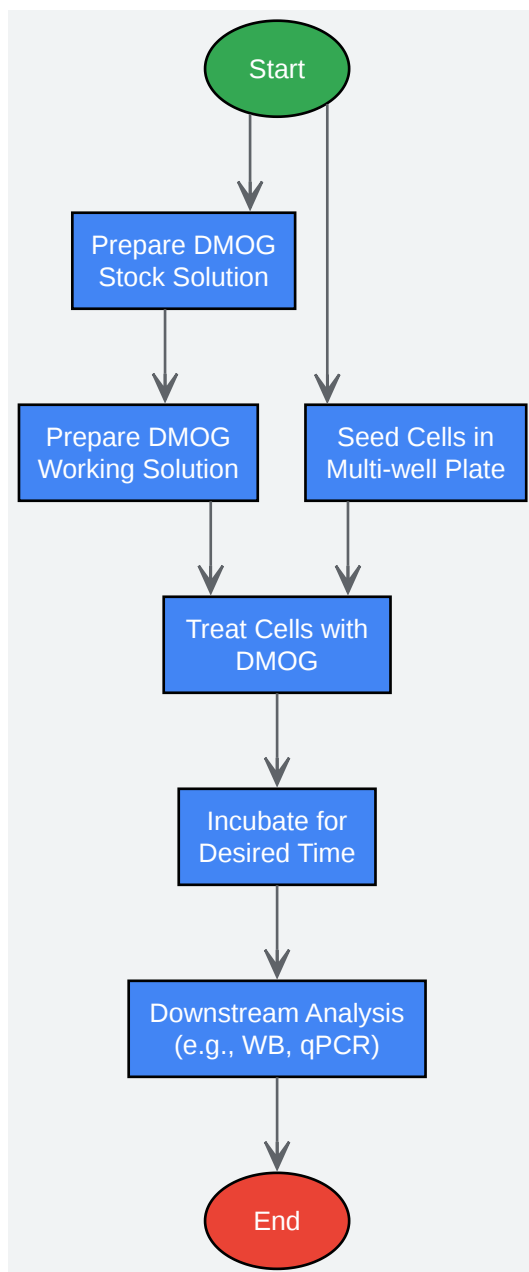 Start
Prepare DMOG
Stock Solution
Prepare DMOG
Working Solution
Seed Cells in
Multi-well Plate
Treat Cells with
DMOG
Incubate for
Desired Time
Downstream Analysis
(e.g., WB, qPCR)
End